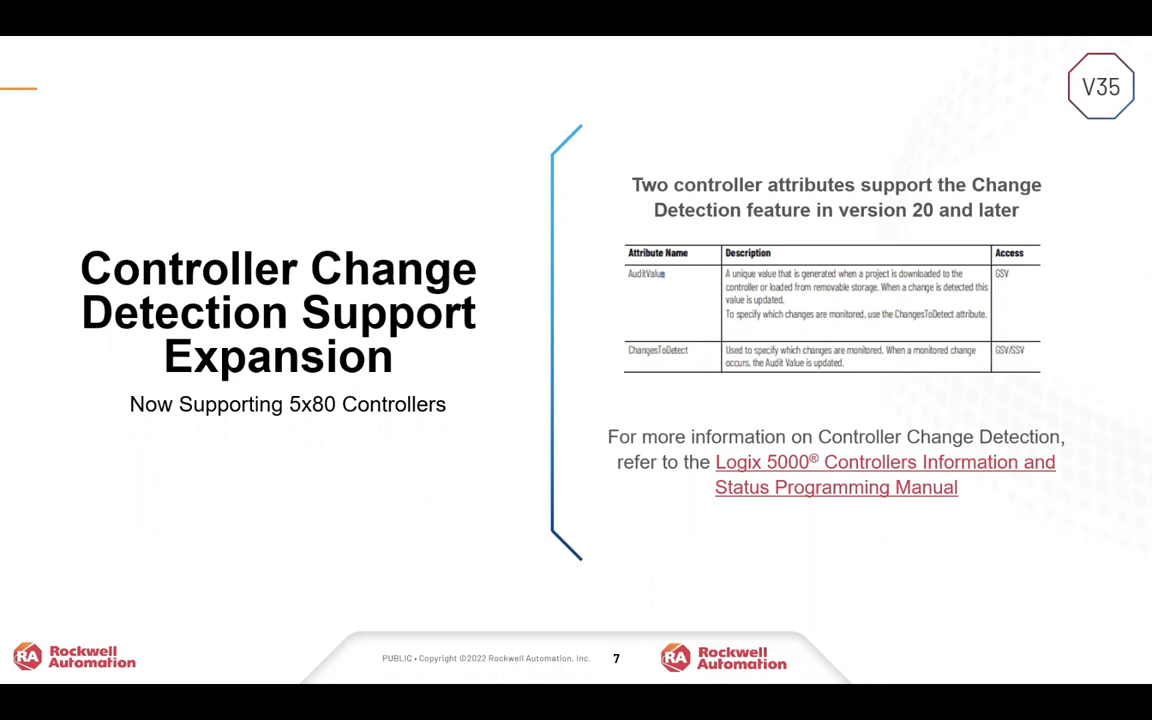 V35
Controller Change
Detection Support
Expansion
Now Supporting 5x80 Controllers
Two controller attributes support the Change
Detection feature in version 20 and later
Attribute Name Description Access
AuditValue A unique value that is generated when a project is downloaded to the GSV
controller or loaded from removable storage. When a change is detected this
value is updated.
To specify which changes are monitored, use the ChangesToDetect attribute.
ChangesToDetect Used to specify which changes are monitored. When a monitored change GSV/SSV
occurs, the Audit Value is updated.
For more information on Controller Change Detection,
refer to the Logix 5000® Controllers Information and
Status Programming Manual
RA Rockwell
Automation
PUBLIC • Copyright ©2022 Rockwell Automation, Inc. 7
RA Rockwell
Automation